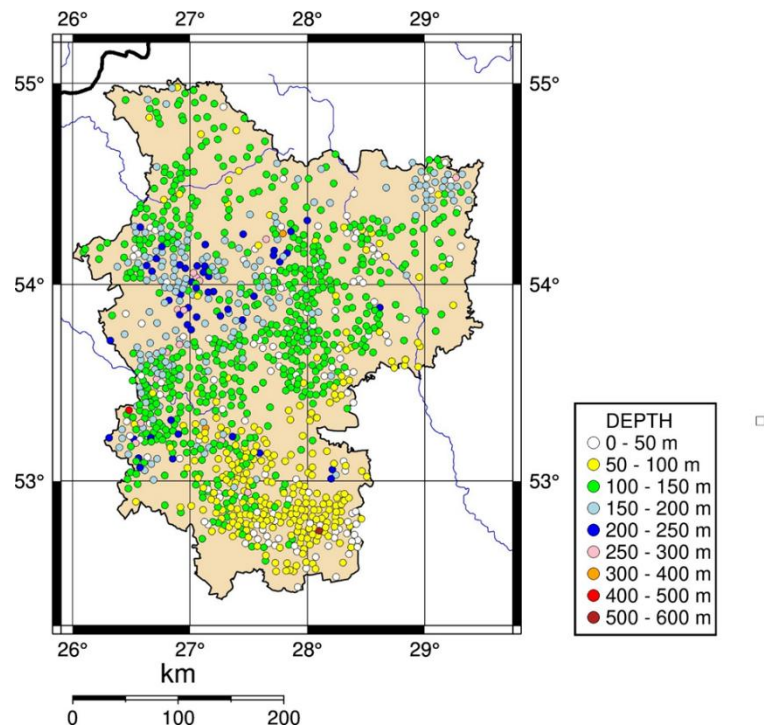 26° 27° 28° 29°
55° 55°
54° 54°
53° 53°
26° 27° 28° 29°
DEPTH
0 - 50 m
50 - 100 m
100 - 150 m
150 - 200 m
200 - 250 m
250 - 300 m
300 - 400 m
400 - 500 m
500 - 600 m
km
0 100 200